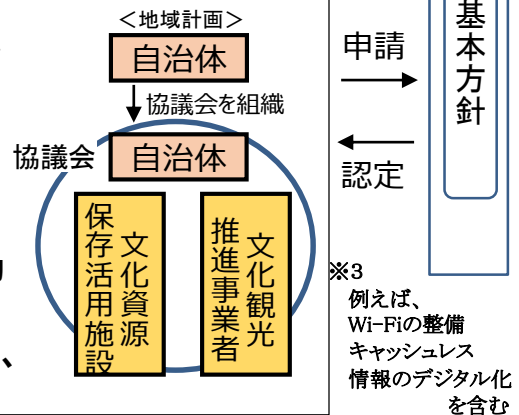 ＜地域計画＞
自治体
協議会を組織
協議会
自治体
文化資源
保存活用施設
文化観光
推進事業者
申請
認定
基本方針
※3
例えば、
Wi-Fiの整備
キャッシュレス
情報のデジタル化
を含む
、